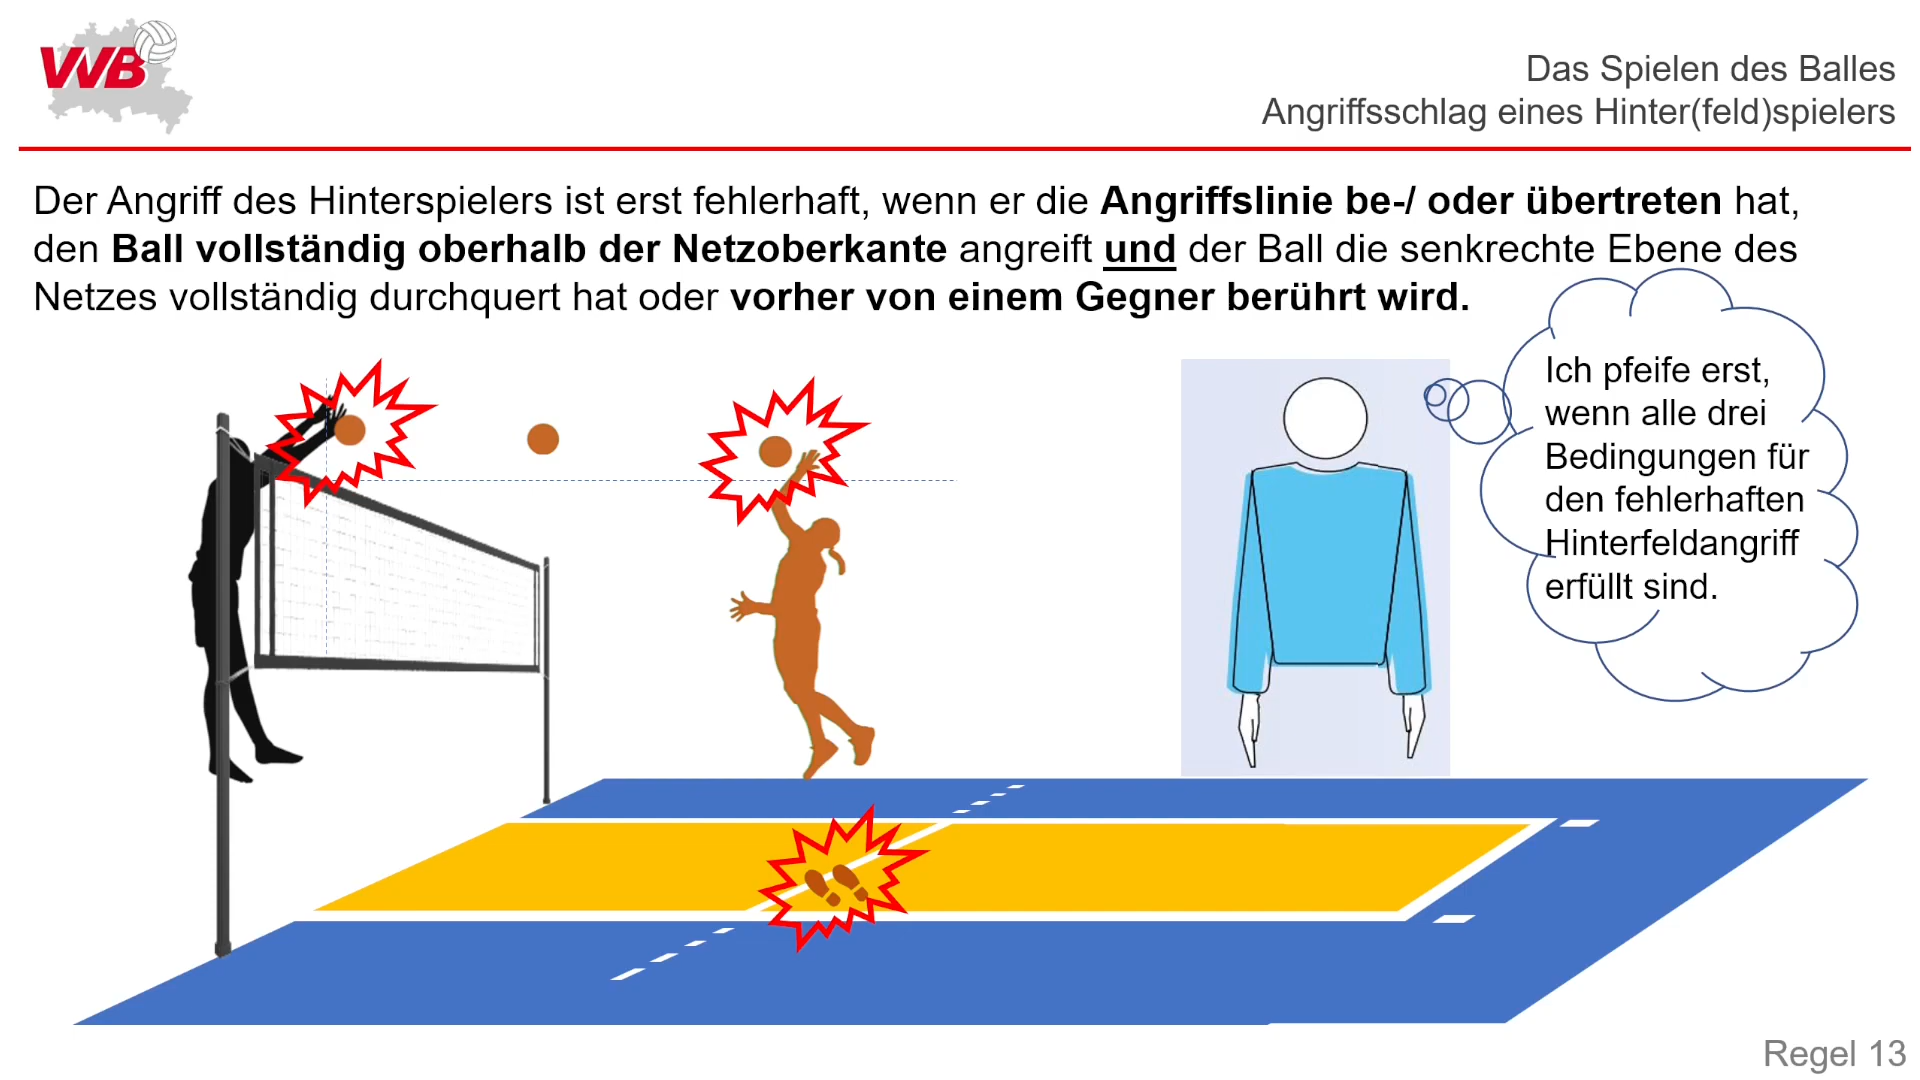 VVB
Das Spielen des Balles
Angriffsschlag eines Hinter(feld)spielers
Der Angriff des Hinterspielers ist erst fehlerhaft, wenn er die Angriffslinie be-/ oder übertreten hat,
den Ball vollständig oberhalb der Netzoberkante angreift und der Ball die senkrechte Ebene des
Netzes vollständig durchquert hat oder vorher von einem Gegner berührt wird.
Ich pfeife erst,
wenn alle drei
Bedingungen für
den fehlerhaften
Hinterfeldangriff
erfüllt sind.
Regel 13